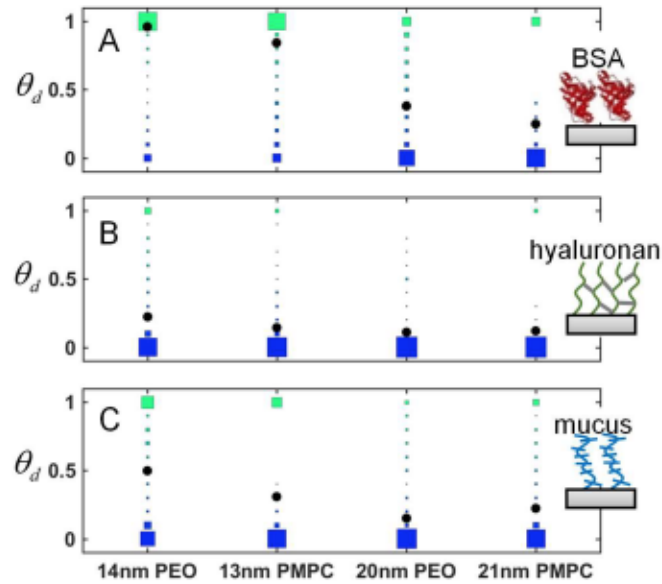 A
BSA
1
θd
0.5
0
B
hyaluronan
1
θd
0.5
0
C
mucus
1
θd
0.5
0
14nm PEO 13nm PMPC 20nm PEO 21nm PMPC